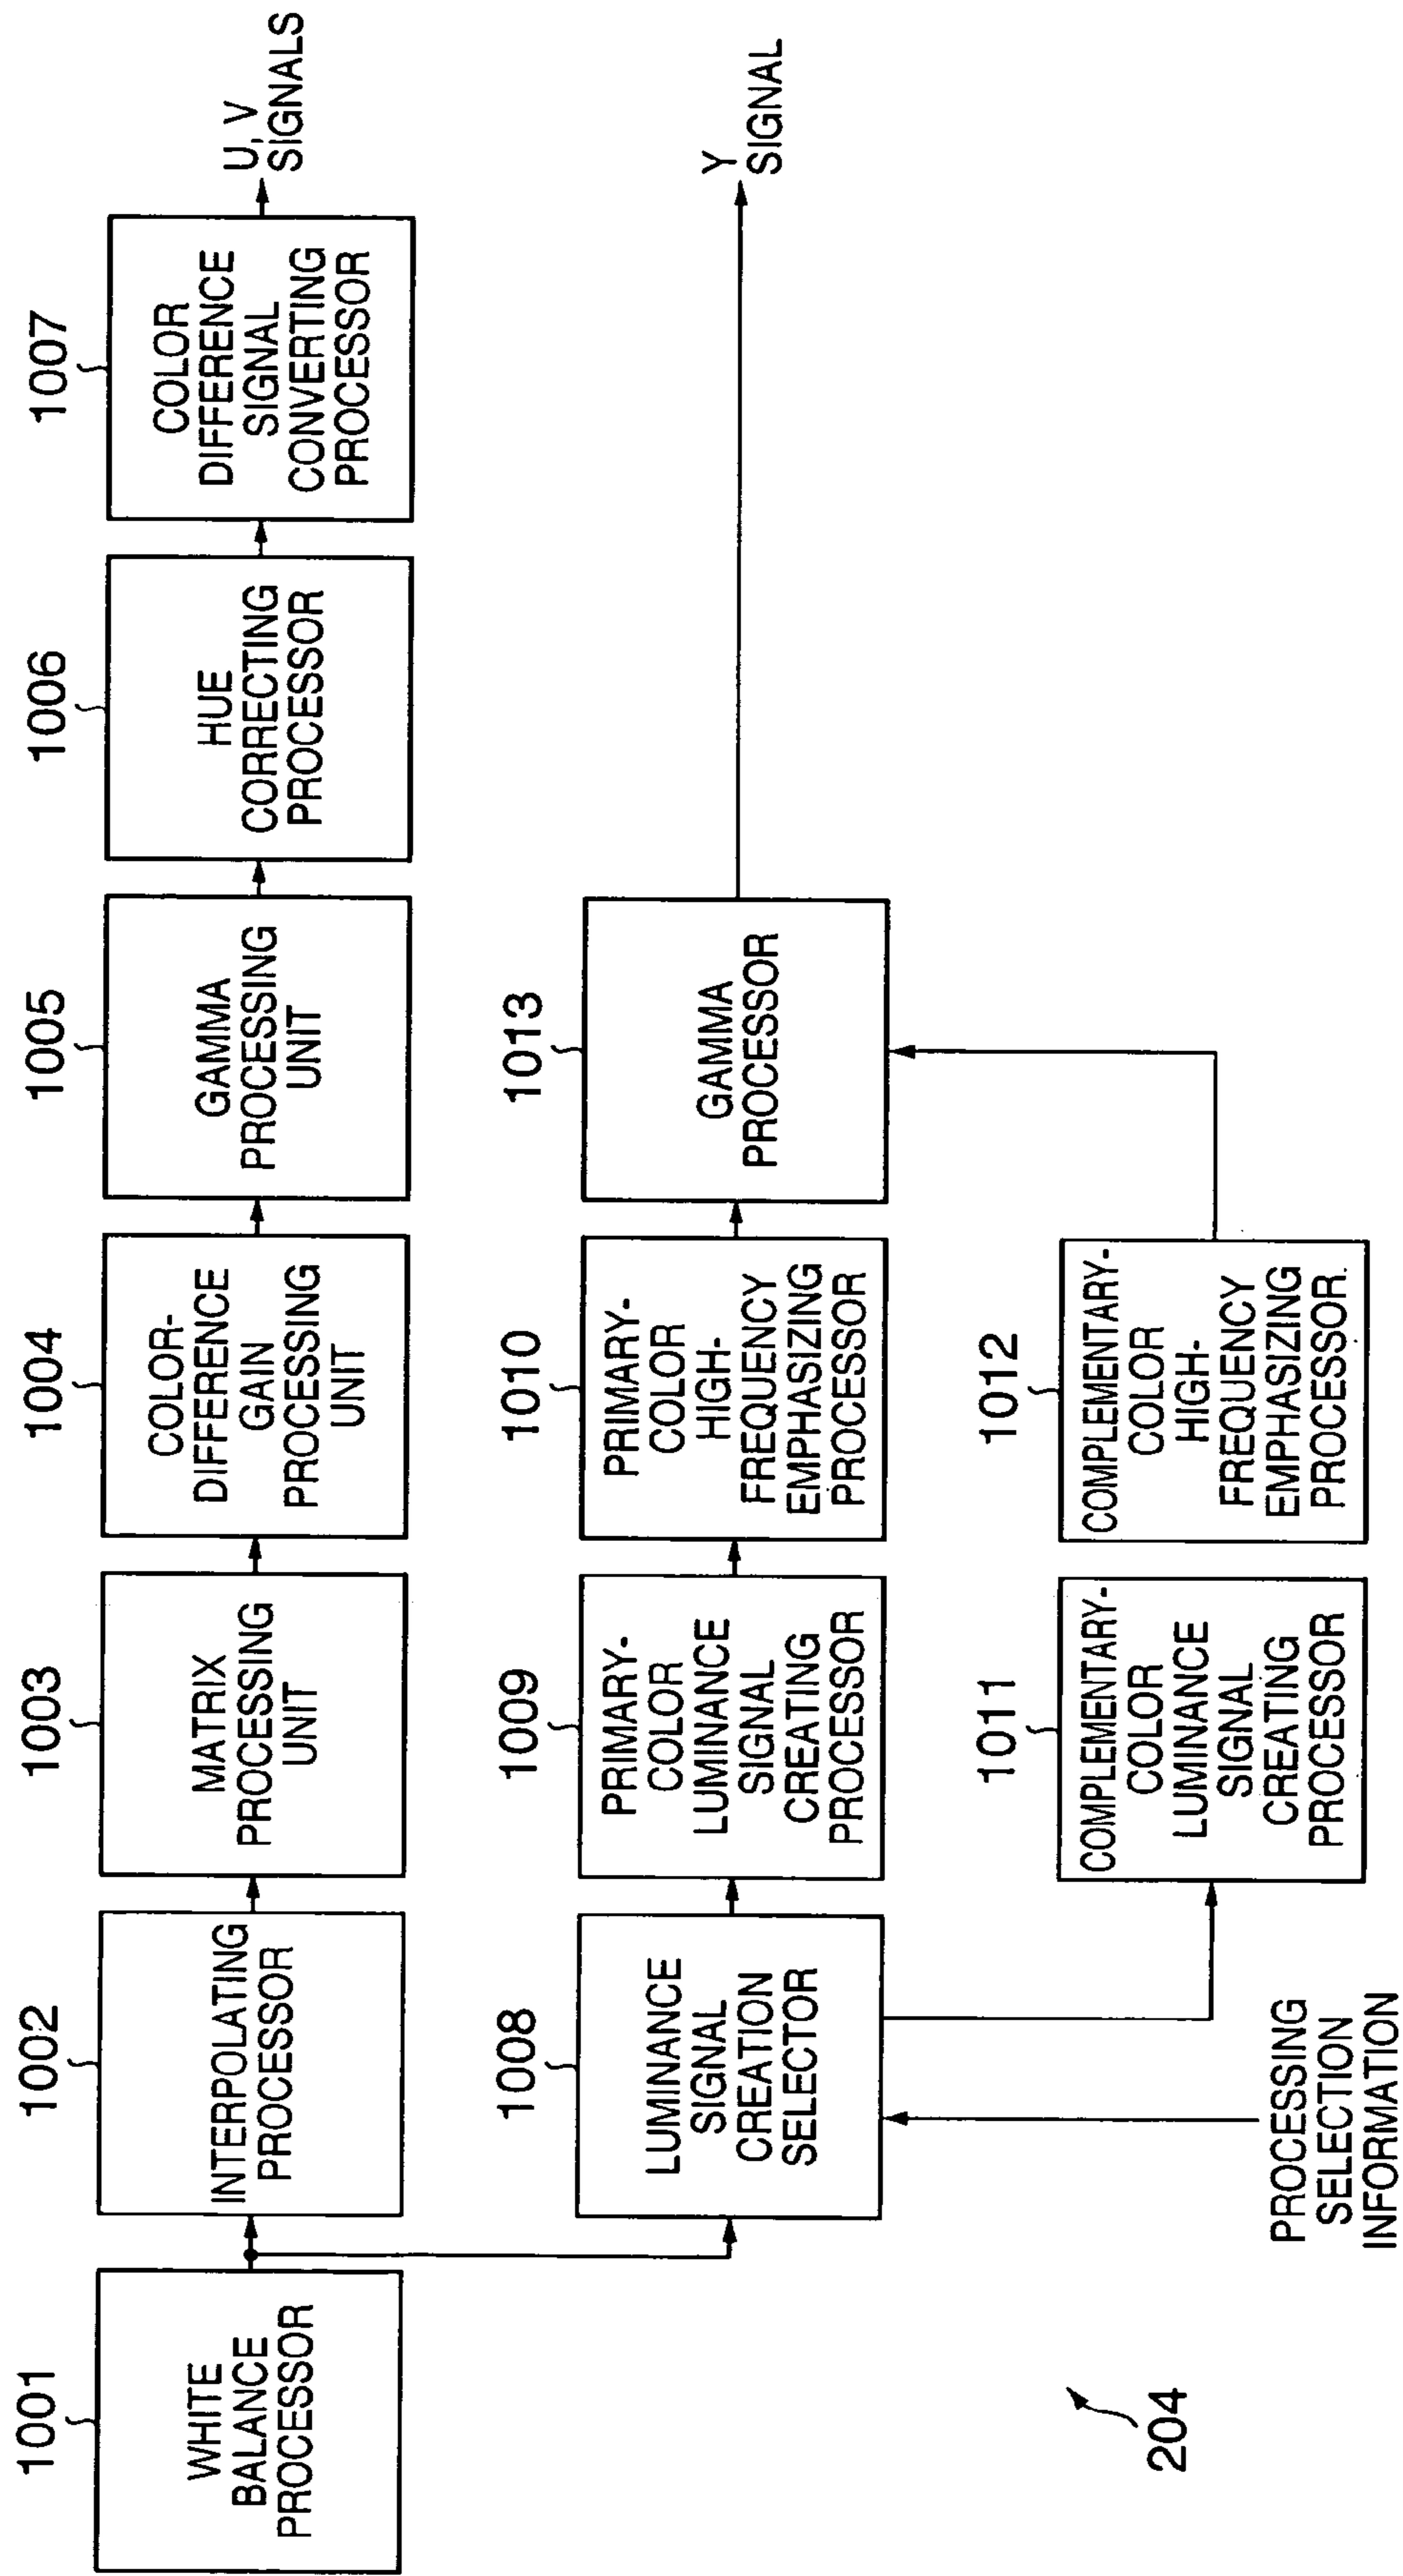 1001
WHITE
BALANCE
PROCESSOR
1002
INTERPOLATING
PROCESSOR
1003
MATRIX
PROCESSING
UNIT
1004
COLOR-
DIFFERENCE
GAIN
PROCESSING
UNIT
1005
GAMMA
PROCESSING
UNIT
1006
HUE
CORRECTING
PROCESSOR
1007
COLOR
DIFFERENCE
SIGNAL
CONVERTING
PROCESSOR
U, V
SIGNALS
1008
LUMINANCE
SIGNAL
CREATION
SELECTOR
1009
PRIMARY-
COLOR
LUMINANCE
SIGNAL
CREATING
PROCESSOR
1010
PRIMARY-
COLOR
HIGH-
FREQUENCY
EMPHASIZING
PROCESSOR
1013
GAMMA
PROCESSOR
Y
SIGNAL
1011
COMPLEMENTARY-
COLOR
LUMINANCE
SIGNAL
CREATING
PROCESSOR
1012
COMPLEMENTARY-
COLOR
HIGH-
FREQUENCY
EMPHASIZING
PROCESSOR.
PROCESSING
SELECTION
INFORMATION
204